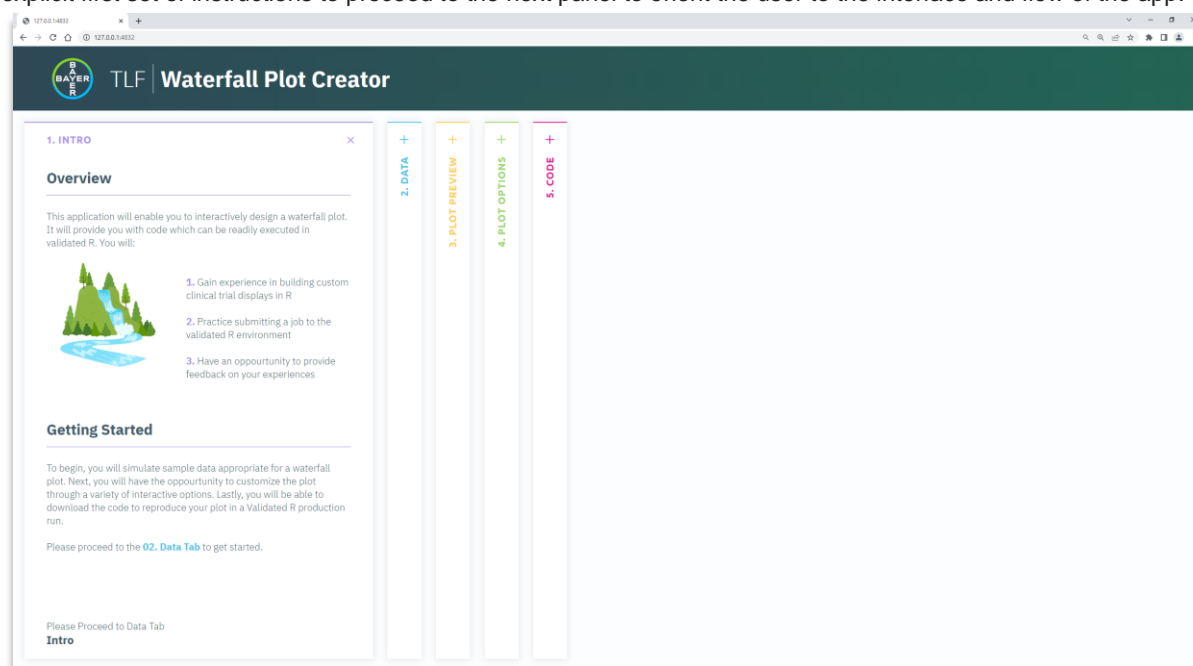 explicit first set of instructions to proceed to the next panel to orient the user to the interface and flow of the app.
127.0.0.1:4832
127.0.0.1:4832
BAYER
BAYER
TLF | Waterfall Plot Creator
1. INTRO
Overview
This application will enable you to interactively design a waterfall plot.
It will provide you with code which can be readily executed in
validated R. You will:
1. Gain experience in building custom
clinical trial displays in R
2. Practice submitting a job to the
validated R environment
3. Have an oppourtunity to provide
feedback on your experiences
Getting Started
To begin, you will simulate sample data appropriate for a waterfall
plot. Next, you will have the oppourtunity to customize the plot
through a variety of interactive options. Lastly, you will be able to
download the code to reproduce your plot in a Validated R production
run.
Please proceed to the 02. Data Tab to get started.
Please Proceed to Data Tab
Intro
2. DATA
3. PLOT PREVIEW
4. PLOT OPTIONS
5. CODE